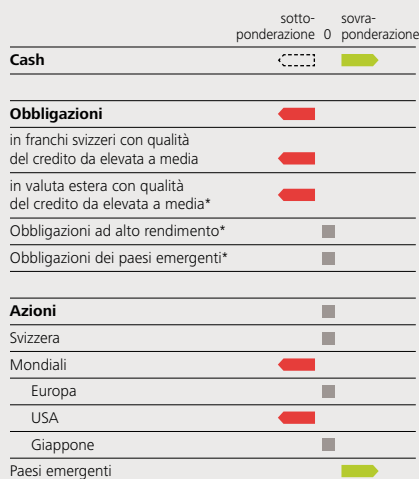 sotto-
ponderazione
0
sovra-
ponderazione
Cash
Obbligazioni
in franchi svizzeri con qualità
del credito da elevata a media
in valuta estera con qualità
del credito da elevata a media*
Obbligazioni ad alto rendimento*
Obbligazioni dei paesi emergenti*
Azioni
Svizzera
Mondiali
Europa
USA
Giappone
Paesi emergenti